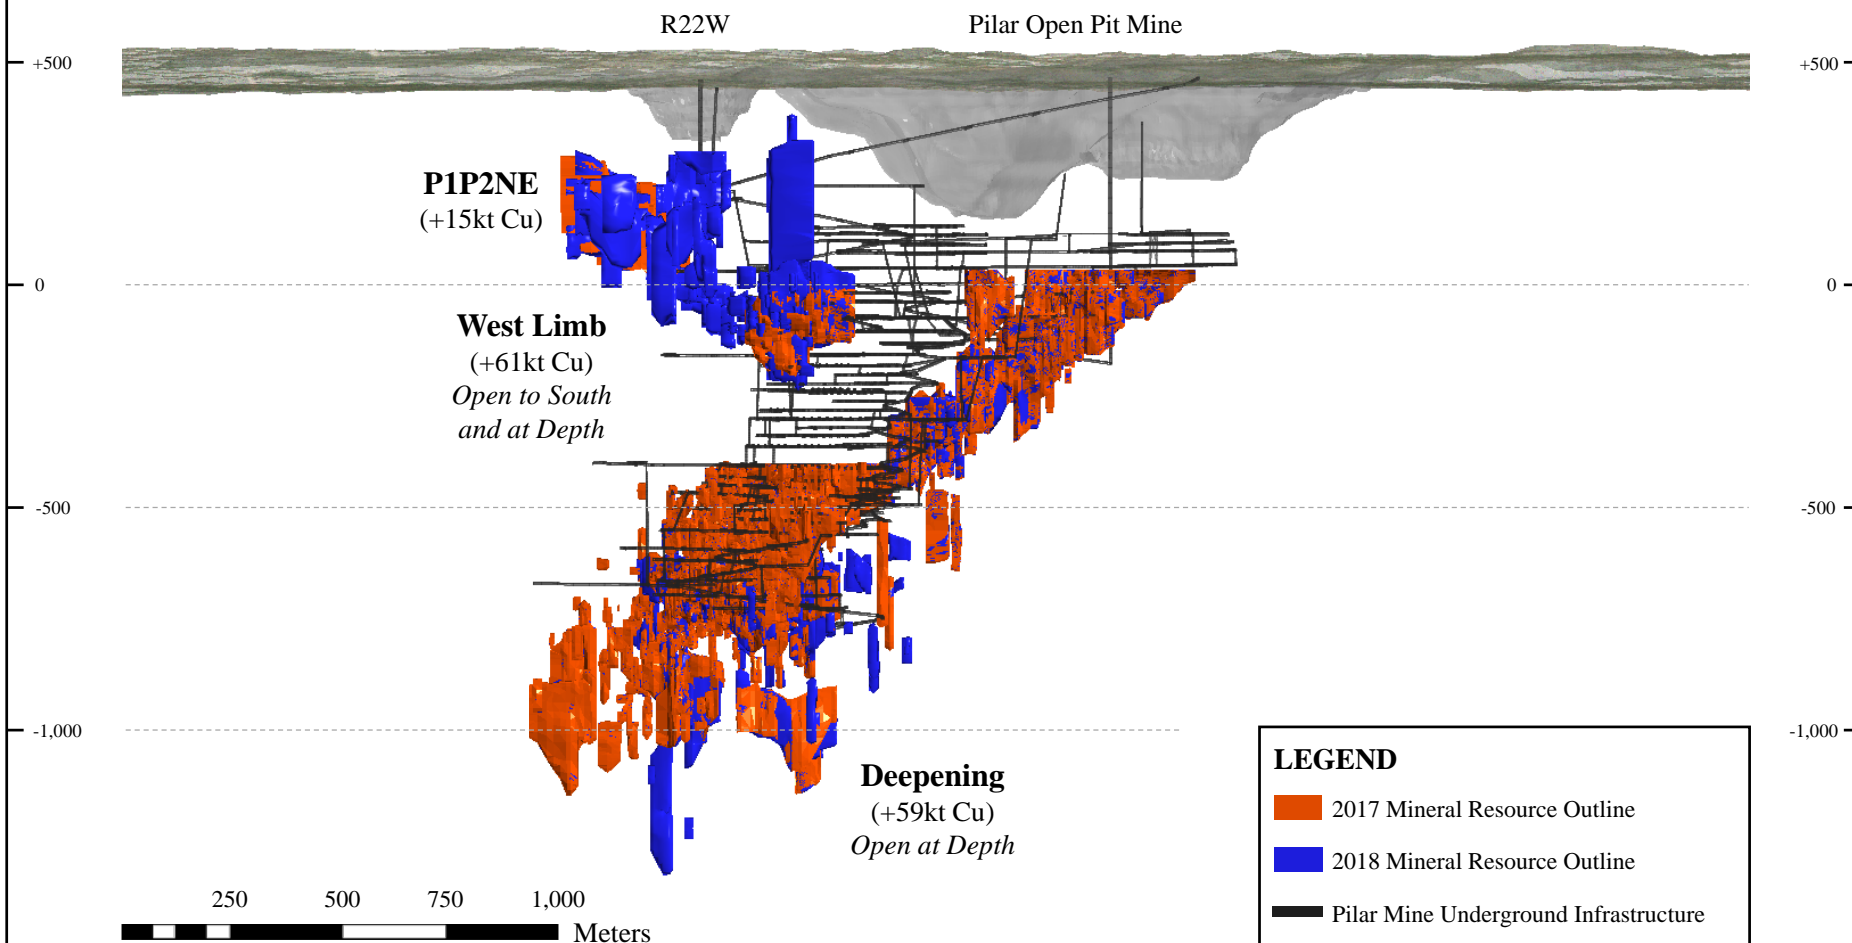 R22W
Pilar Open Pit Mine
+500
+500
P1P2NE
(+15kt Cu)
0
0
West Limb
(+61kt Cu)
Open to South
and at Depth
-500
-500
-1,000
-1,000
Deepening
(+59kt Cu)
Open at Depth
LEGEND
2017 Mineral Resource Outline
2018 Mineral Resource Outline
Pilar Mine Underground Infrastructure
250 500 750 1,000
Meters